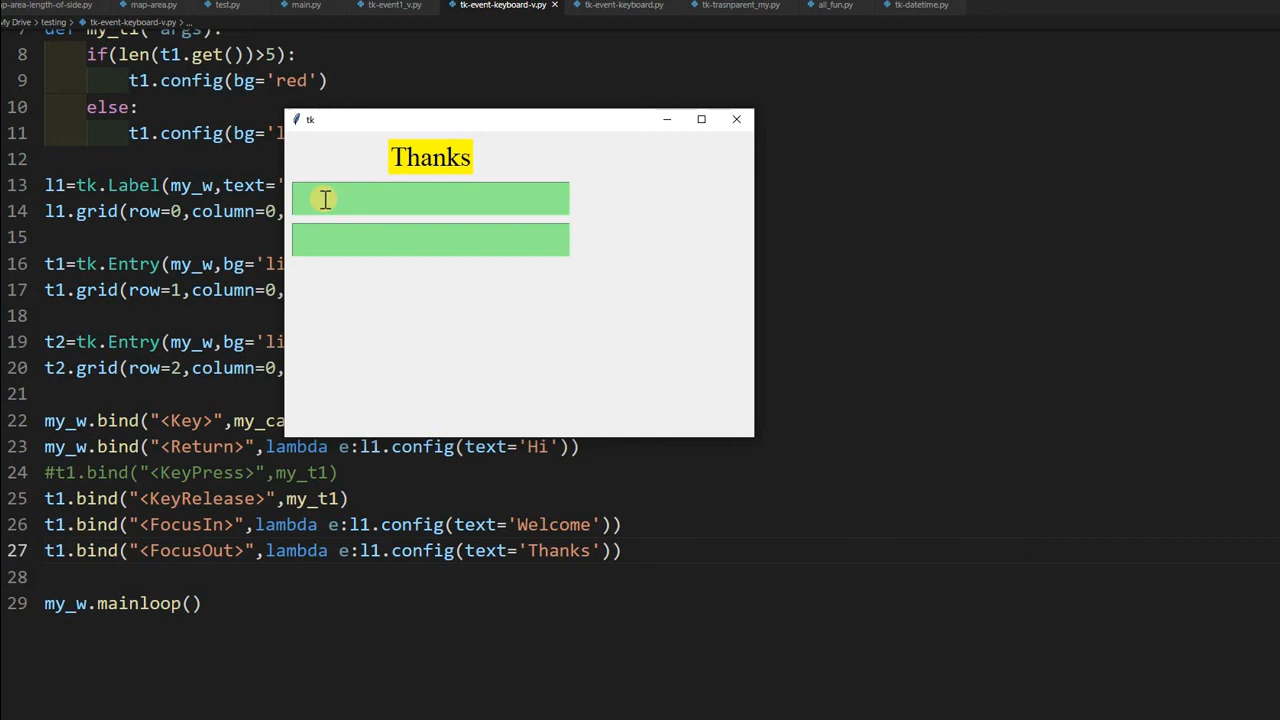 map-area-length-of-side.py map-area.py test.py main.py tk-event1_v.py tk-event-keyboard-v.py tk-event-keyboard.py tk-trasnparent_my.py all_fun.py tk-datetime.py
My Drive > testing > tk-event-keyboard-v.py > ...
7 def my_t1(*args):
8 if(len(t1.get())>5):
9 t1.config(bg='red')
10 else:
11 t1.config(bg='l
12
13 l1=tk.Label(my_w,text='
14 l1.grid(row=0,column=0,
15
16 t1=tk.Entry(my_w,bg='li
17 t1.grid(row=1,column=0,
18
19 t2=tk.Entry(my_w,bg='li
20 t2.grid(row=2,column=0,
21
22 my_w.bind("<Key>",my_ca
23 my_w.bind("<Return>",lambda e:l1.config(text='Hi'))
24 #t1.bind("<KeyPress>",my_t1)
25 t1.bind("<KeyRelease>",my_t1)
26 t1.bind("<FocusIn>",lambda e:l1.config(text='Welcome'))
27 t1.bind("<FocusOut>",lambda e:l1.config(text='Thanks'))
28
29 my_w.mainloop()
tk
Thanks